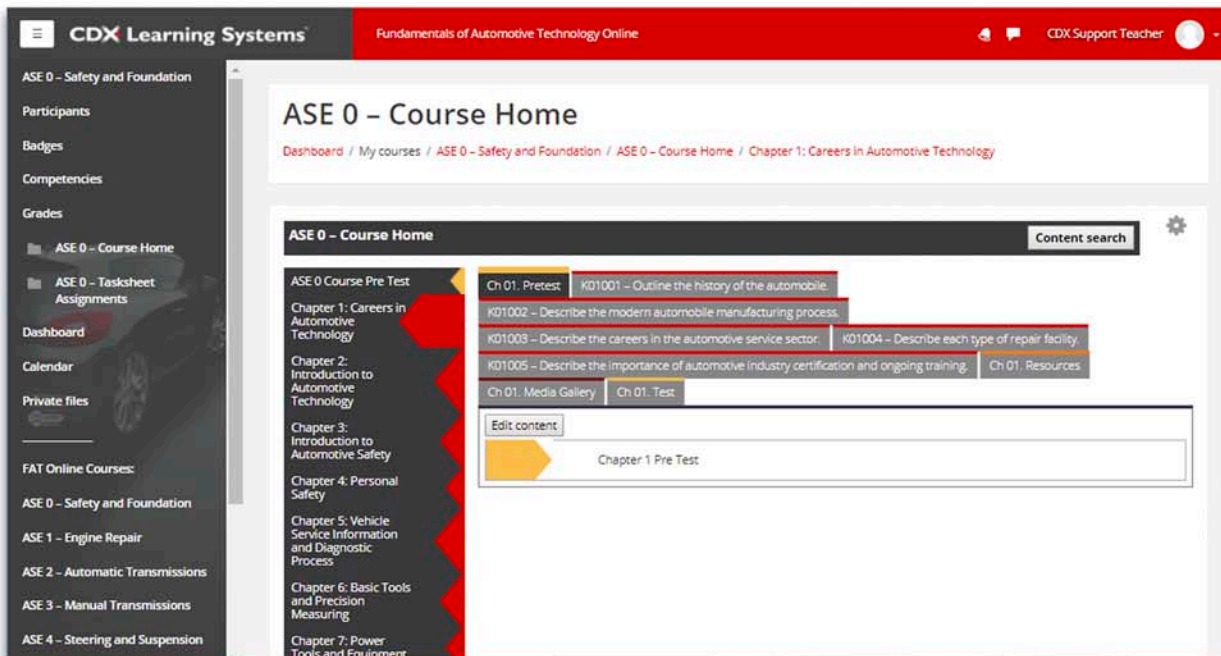 CDX Learning Systems
Fundamentals of Automotive Technology Online
CDX Support Teacher
ASE 0 – Safety and Foundation
Participants
Badges
Competencies
Grades
ASE 0 – Course Home
ASE 0 – Tasksheet
Assignments
Dashboard
Calendar
Private files
FAT Online Courses:
ASE 0 – Safety and Foundation
ASE 1 – Engine Repair
ASE 2 – Automatic Transmissions
ASE 3 – Manual Transmissions
ASE 4 – Steering and Suspension
ASE 0 – Course Home
Dashboard / My courses / ASE 0 – Safety and Foundation / ASE 0 – Course Home / Chapter 1: Careers in Automotive Technology
ASE 0 – Course Home
Content search
ASE 0 Course Pre Test
Chapter 1: Careers in
Automotive
Technology
Chapter 2:
Introduction to
Automotive
Technology
Chapter 3:
Introduction to
Automotive Safety
Chapter 4: Personal
Safety
Chapter 5: Vehicle
Service Information
and Diagnostic
Process
Chapter 6: Basic Tools
and Precision
Measuring
Chapter 7: Power
Tools and Equipment
Ch 01. Pretest
K01001 – Outline the history of the automobile.
K01002 – Describe the modern automobile manufacturing process.
K01003 – Describe the careers in the automotive service sector.
K01004 – Describe each type of repair facility.
K01005 – Describe the importance of automotive industry certification and ongoing training.
Ch 01. Resources
Ch 01. Media Gallery
Ch 01. Test
Edit content
Chapter 1 Pre Test